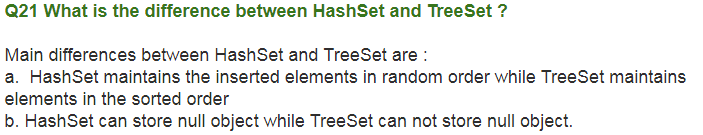 Q21 What is the difference between HashSet and TreeSet ?
Main differences between HashSet and TreeSet are :
a.  HashSet maintains the inserted elements in random order while TreeSet maintains
elements in the sorted order
b. HashSet can store null object while TreeSet can not store null object.